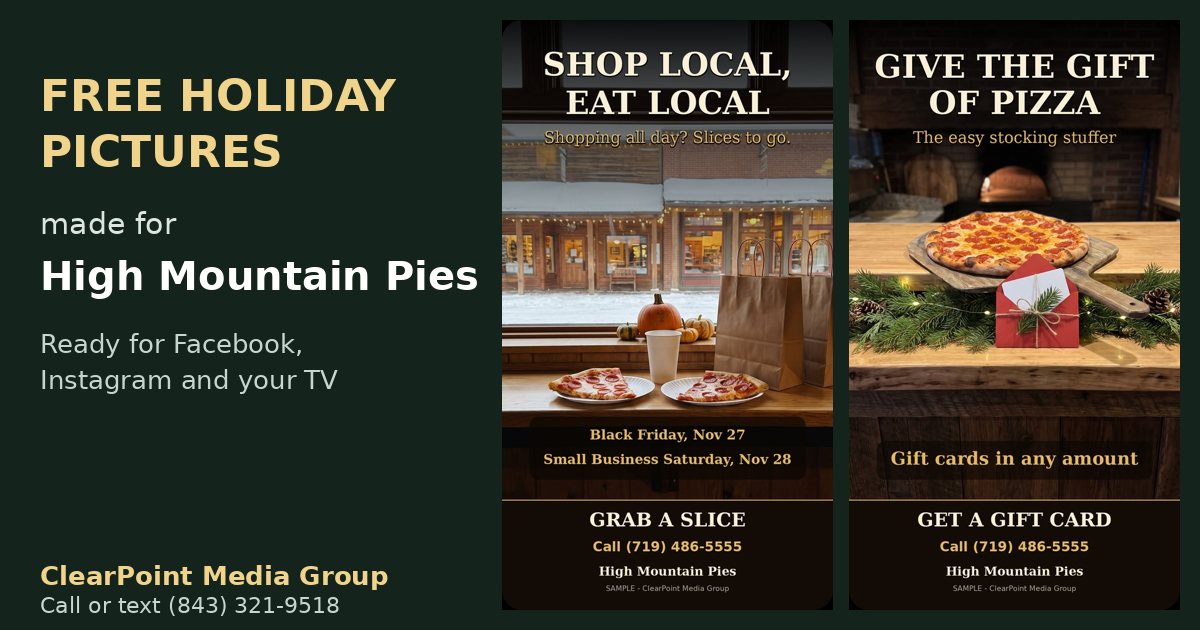 FREE HOLIDAY
PICTURES
made for
High Mountain Pies
Ready for Facebook,
Instagram and your TV
ClearPoint Media Group
Call or text (843) 321-9518
SHOP LOCAL,
EAT LOCAL
Shopping all day? Slices to go.
Black Friday, Nov 27
Small Business Saturday, Nov 28
GRAB A SLICE
Call (719) 486-5555
High Mountain Pies
SAMPLE - ClearPoint Media Group
GIVE THE GIFT
OF PIZZA
The easy stocking stuffer
Gift cards in any amount
GET A GIFT CARD
Call (719) 486-5555
High Mountain Pies
SAMPLE - ClearPoint Media Group